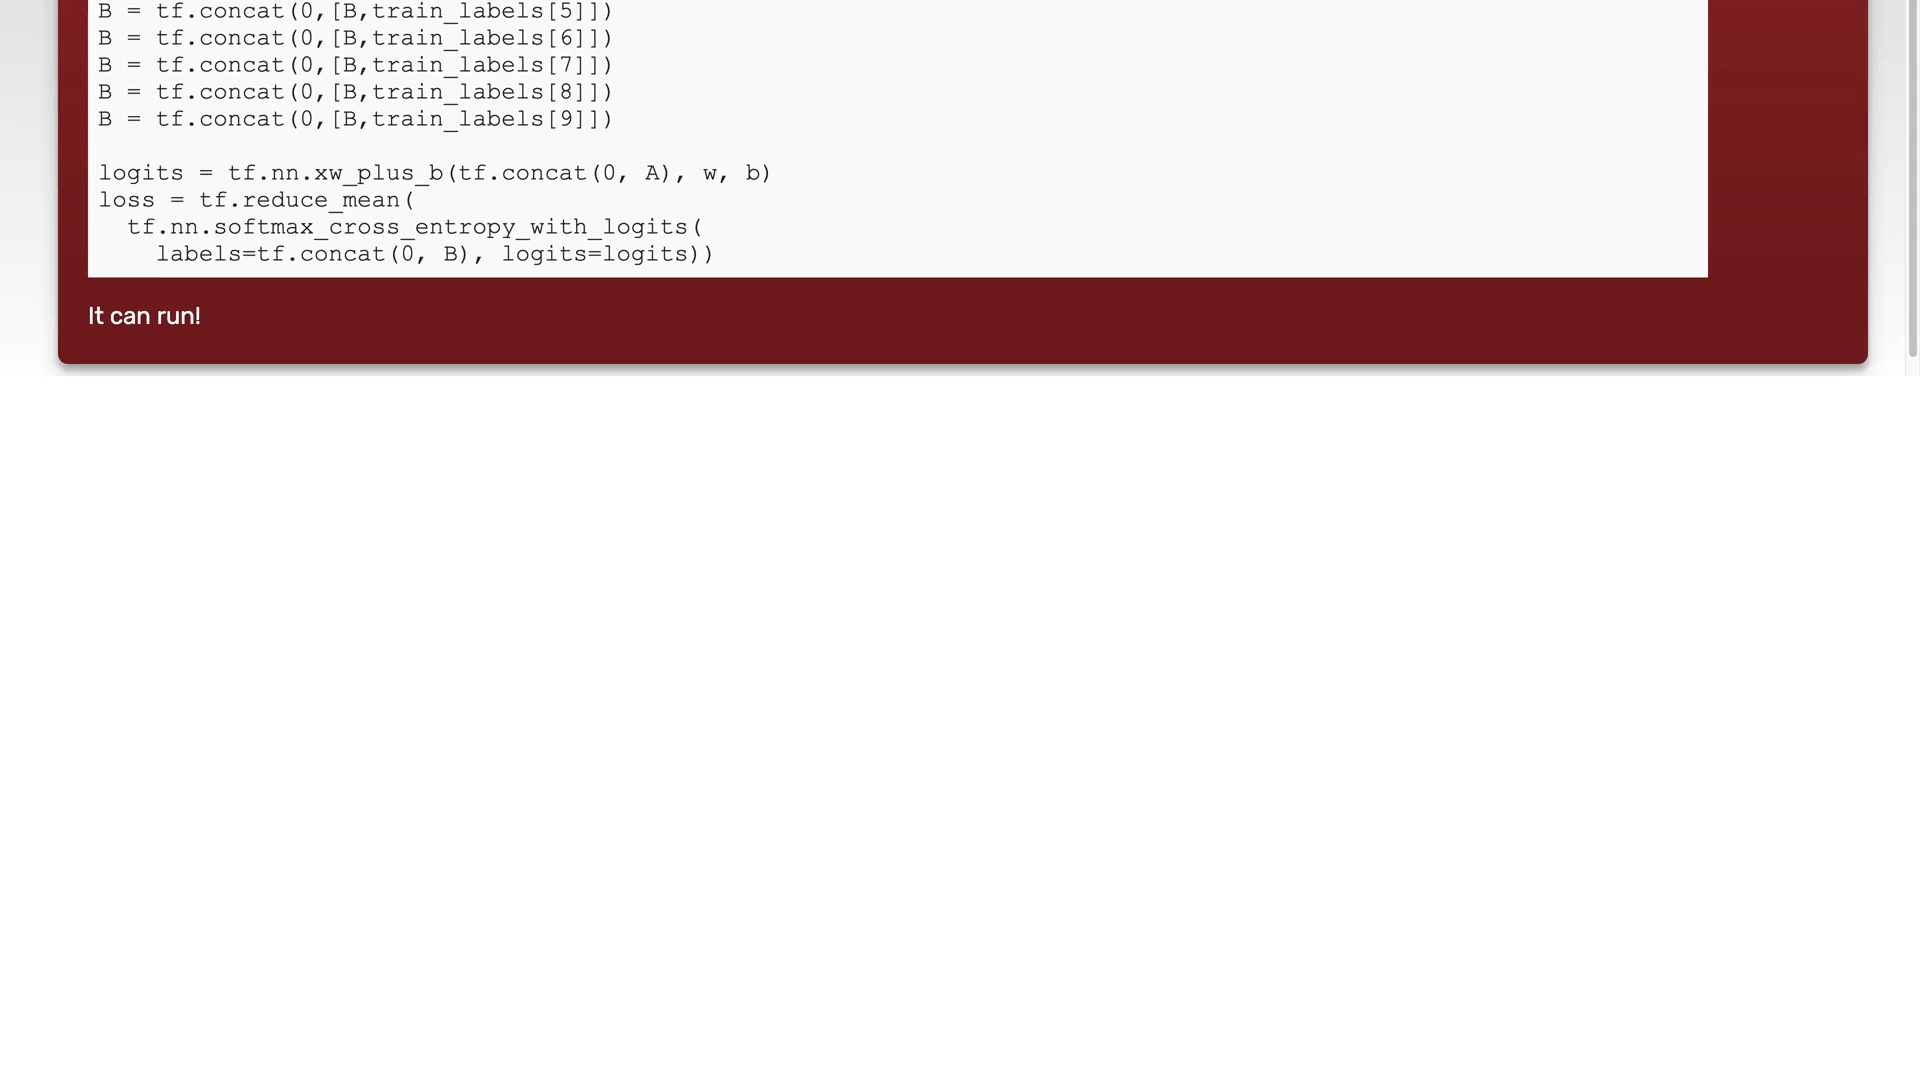 B = tf.concat(0,[B,train_labels[5]])
B = tf.concat(0,[B,train_labels[6]])
B = tf.concat(0,[B,train_labels[7]])
B = tf.concat(0,[B,train_labels[8]])
B = tf.concat(0,[B,train_labels[9]])

logits = tf.nn.xw_plus_b(tf.concat(0, A), w, b)
loss = tf.reduce_mean(
  tf.nn.softmax_cross_entropy_with_logits(
    labels=tf.concat(0, B), logits=logits))
It can run!